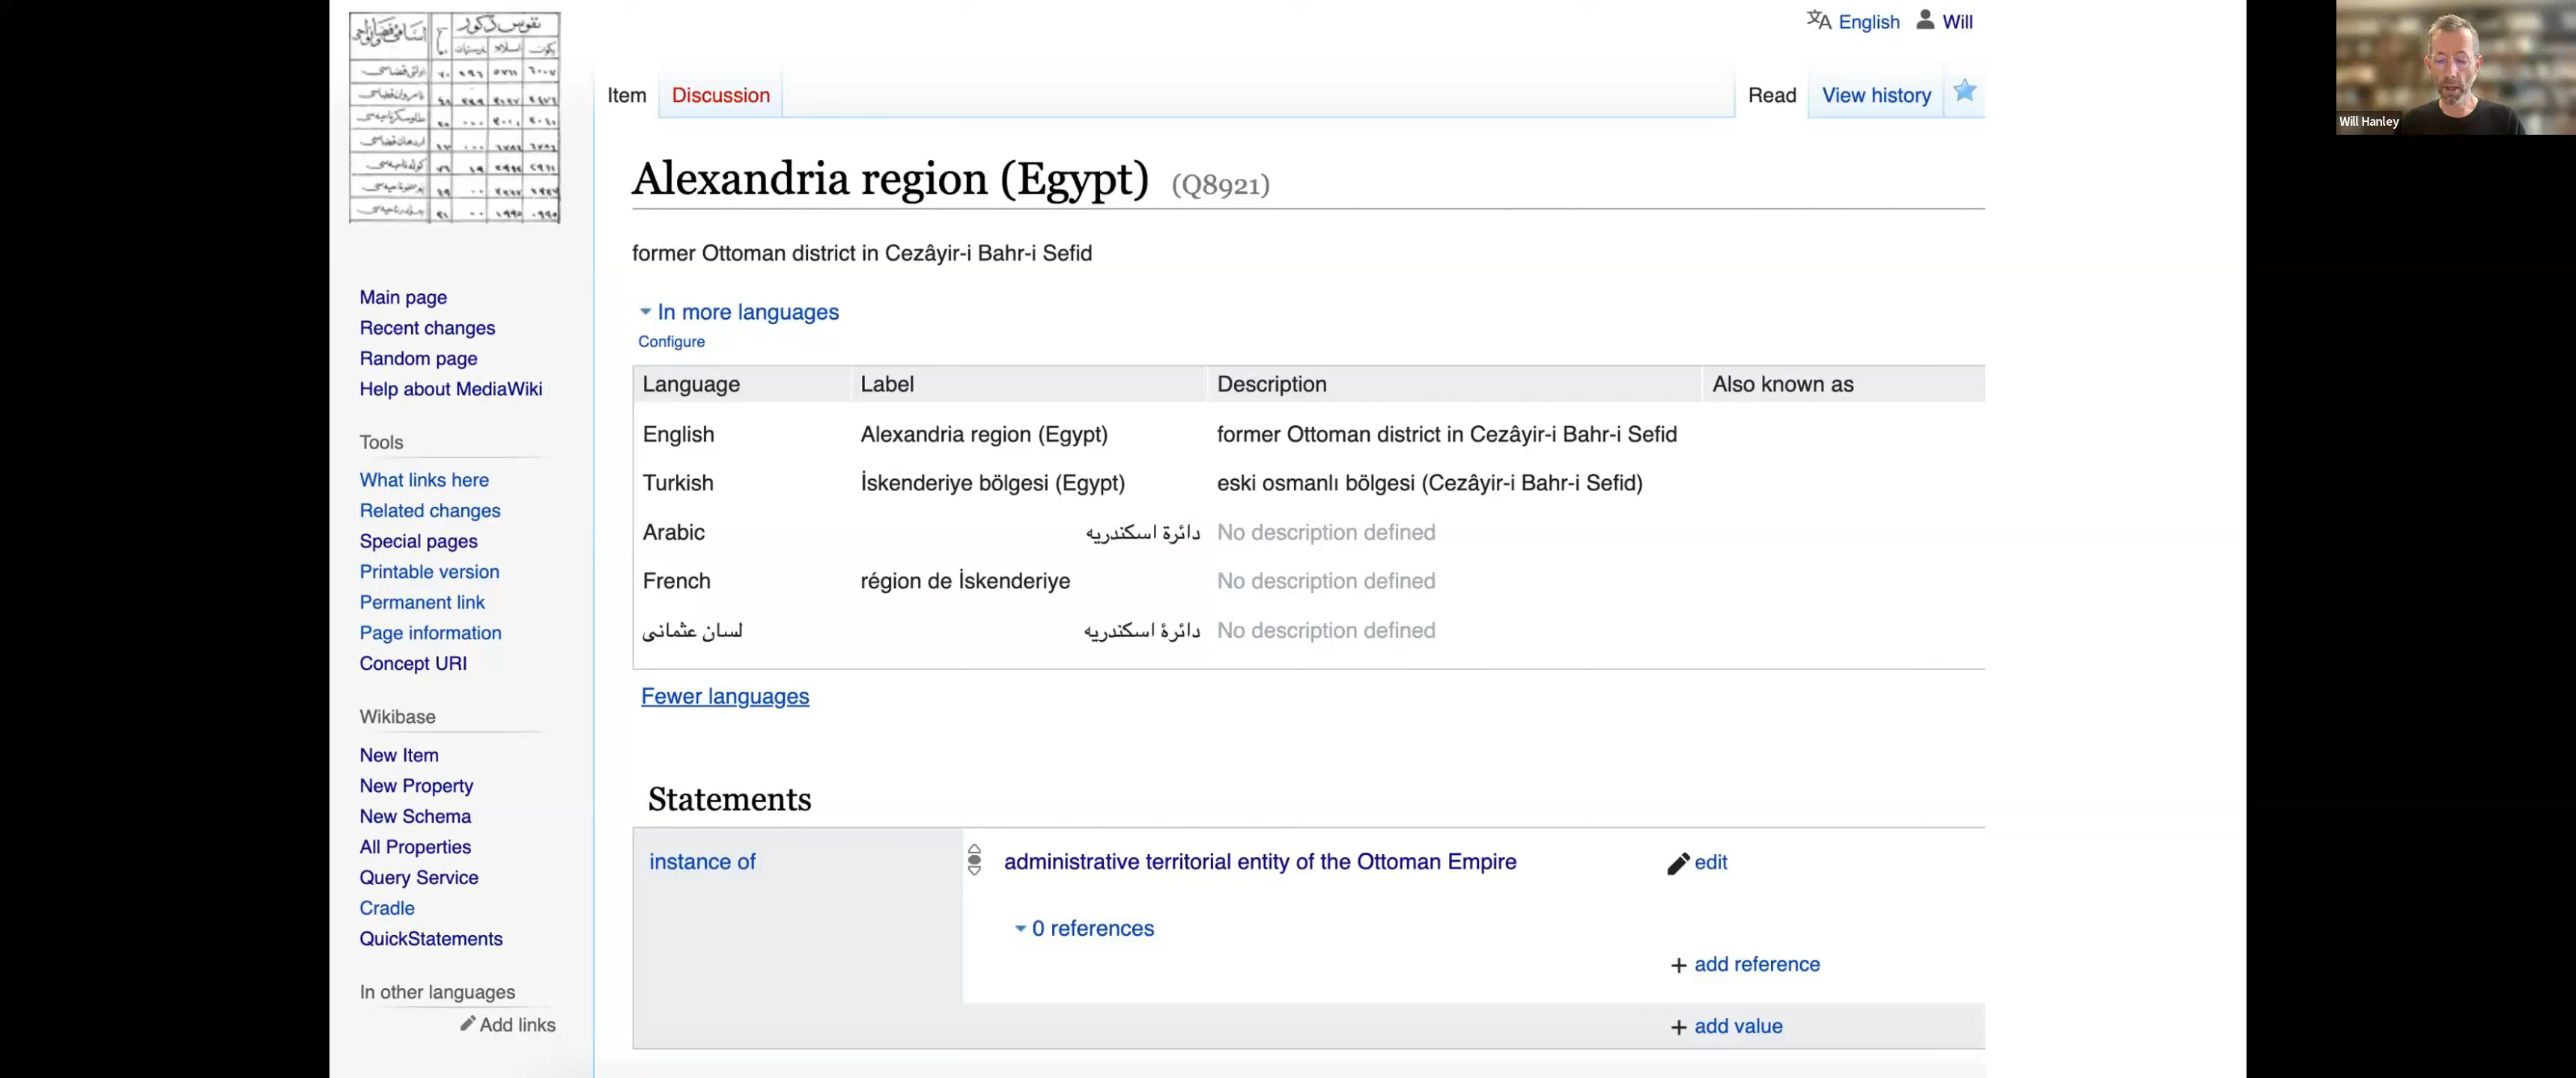 نفوس ذكور
English Will
Item Discussion Read View history
Alexandria region (Egypt) (Q8921)
former Ottoman district in Cezâyir-i Bahr-i Sefid
In more languages
Configure
Language Label Description Also known as
English Alexandria region (Egypt) former Ottoman district in Cezâyir-i Bahr-i Sefid
Turkish İskenderiye bölgesi (Egypt) eski osmanlı bölgesi (Cezâyir-i Bahr-i Sefid)
Arabic دائرة اسكندريه No description defined
French région de İskenderiye No description defined
لسان عثمانى دائرهٔ اسكندريه No description defined
Fewer languages
Statements
instance of administrative territorial entity of the Ottoman Empire edit
0 references
+ add reference
+ add value
Main page
Recent changes
Random page
Help about MediaWiki
Tools
What links here
Related changes
Special pages
Printable version
Permanent link
Page information
Concept URI
Wikibase
New Item
New Property
New Schema
All Properties
Query Service
Cradle
QuickStatements
In other languages
Add links
Will Hanley